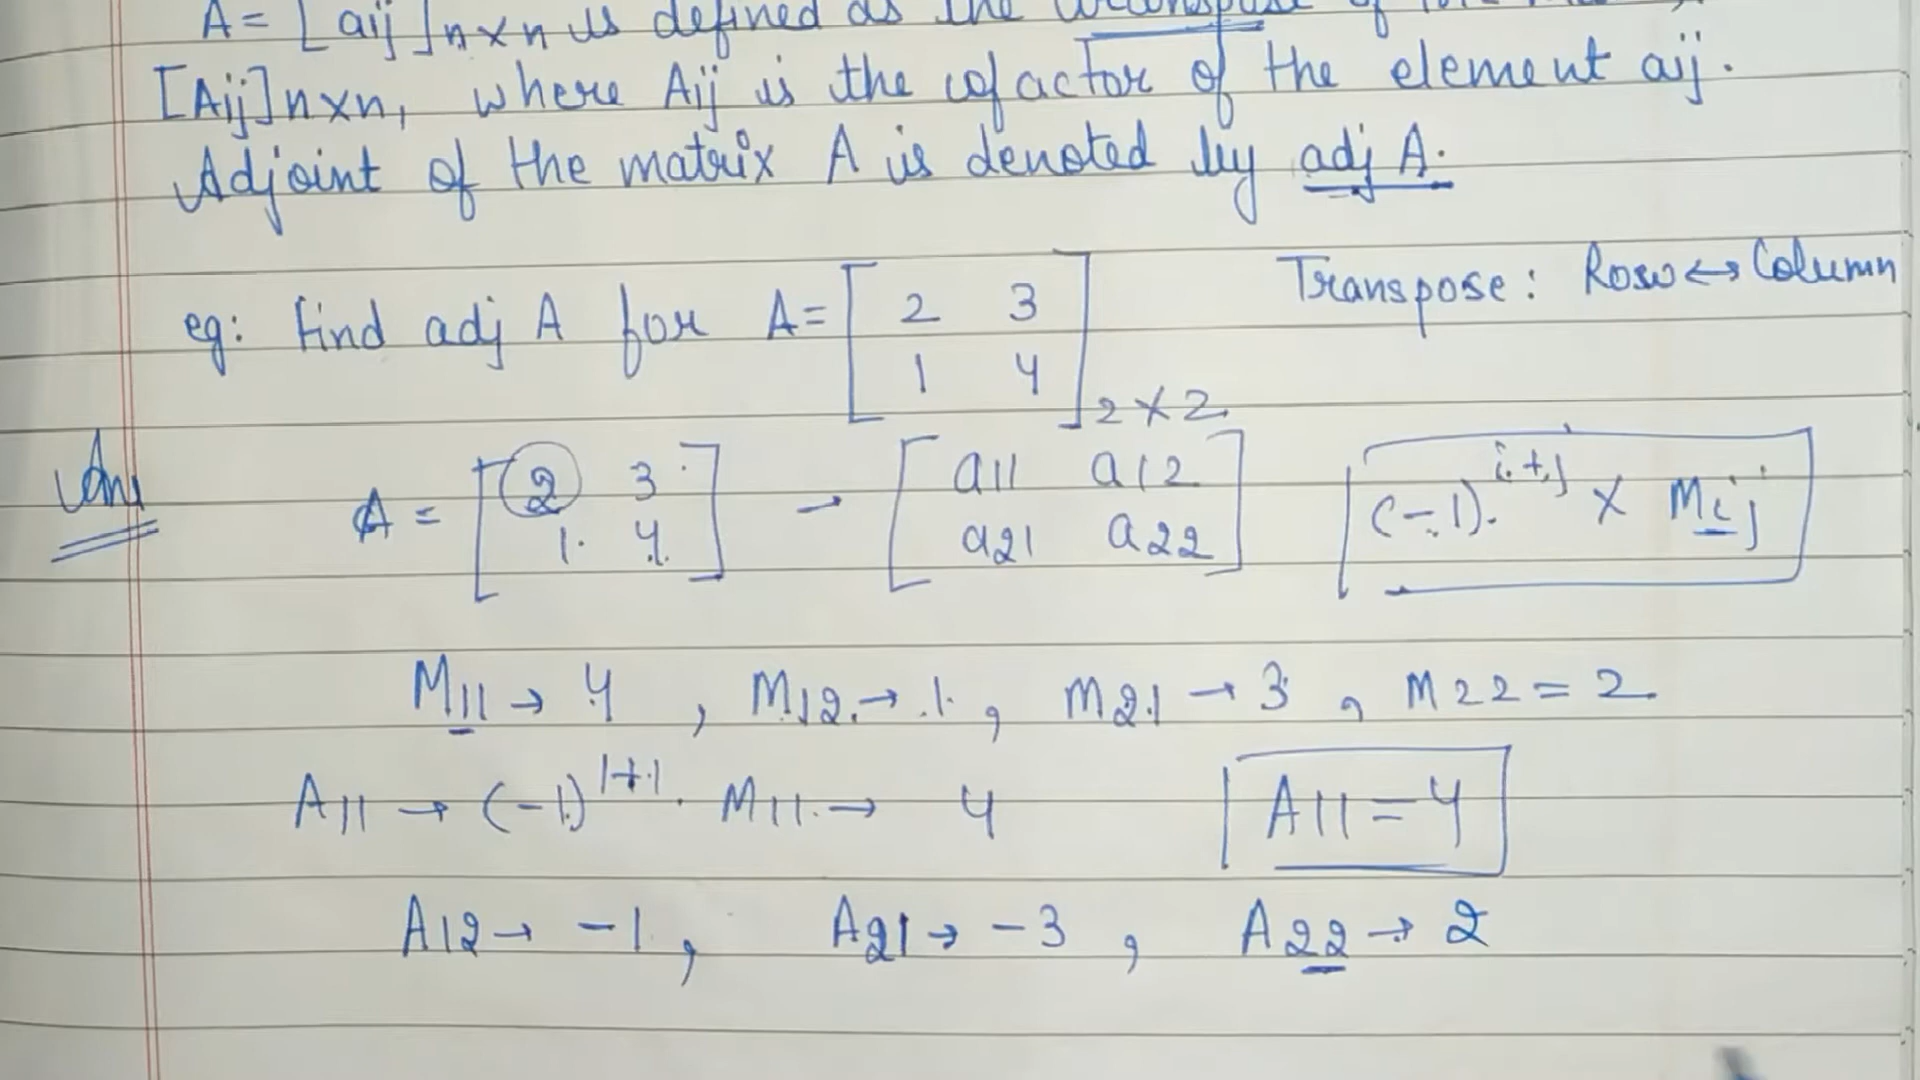 A = [aij]n×n is defined as the transpose of the
[Aij]n×n, where Aij is the cofactor of the element aij.
Adjoint of the matrix A is denoted by adj A.
Transpose: Row ↔ Column
eg: Find adj A for A = [2 3
1 4]2×2
Ans
A = [2 3 - [a11 a12
1 4] a21 a22]
(-1)^i+j × Mij
M11 → 4, M12 → 1, M21 → 3, M22 = 2
A11 → (-1)^1+1 . M11 → 4 A11 = 4
A12 → -1, A21 → -3, A22 → 2